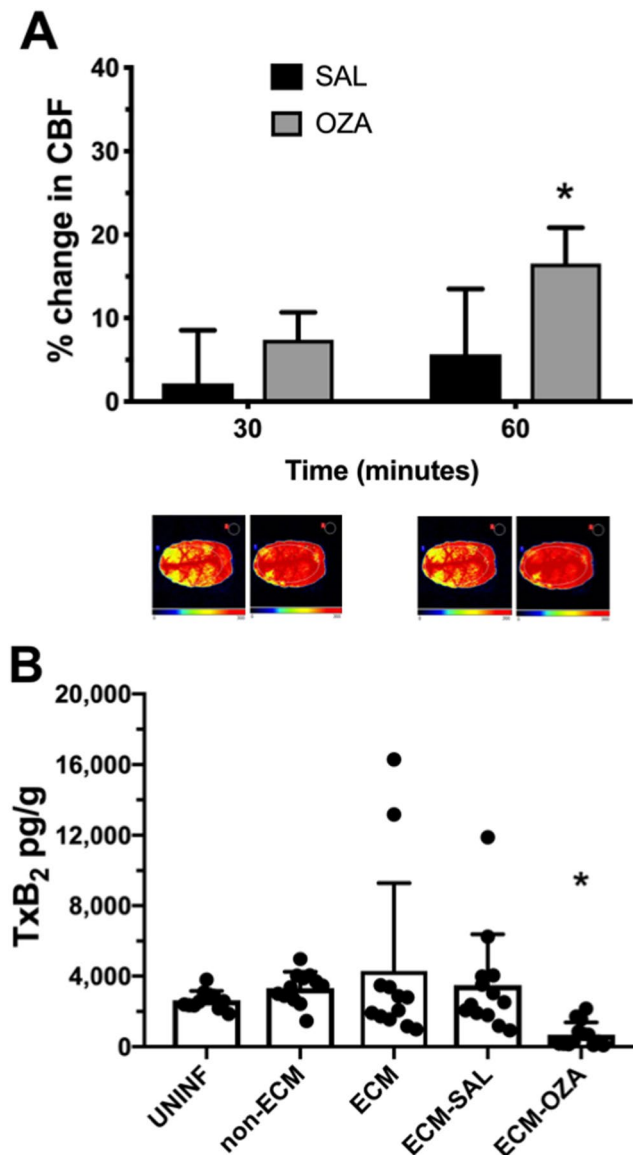 A
% change in CBF
40
30
20
10
0
SAL
OZA
*
30
60
Time (minutes)
B
TxB2 pg/g
20,000
16,000
12,000
8,000
4,000
0
*
UNINF
non-ECM
ECM
ECM-SAL
ECM-OZA